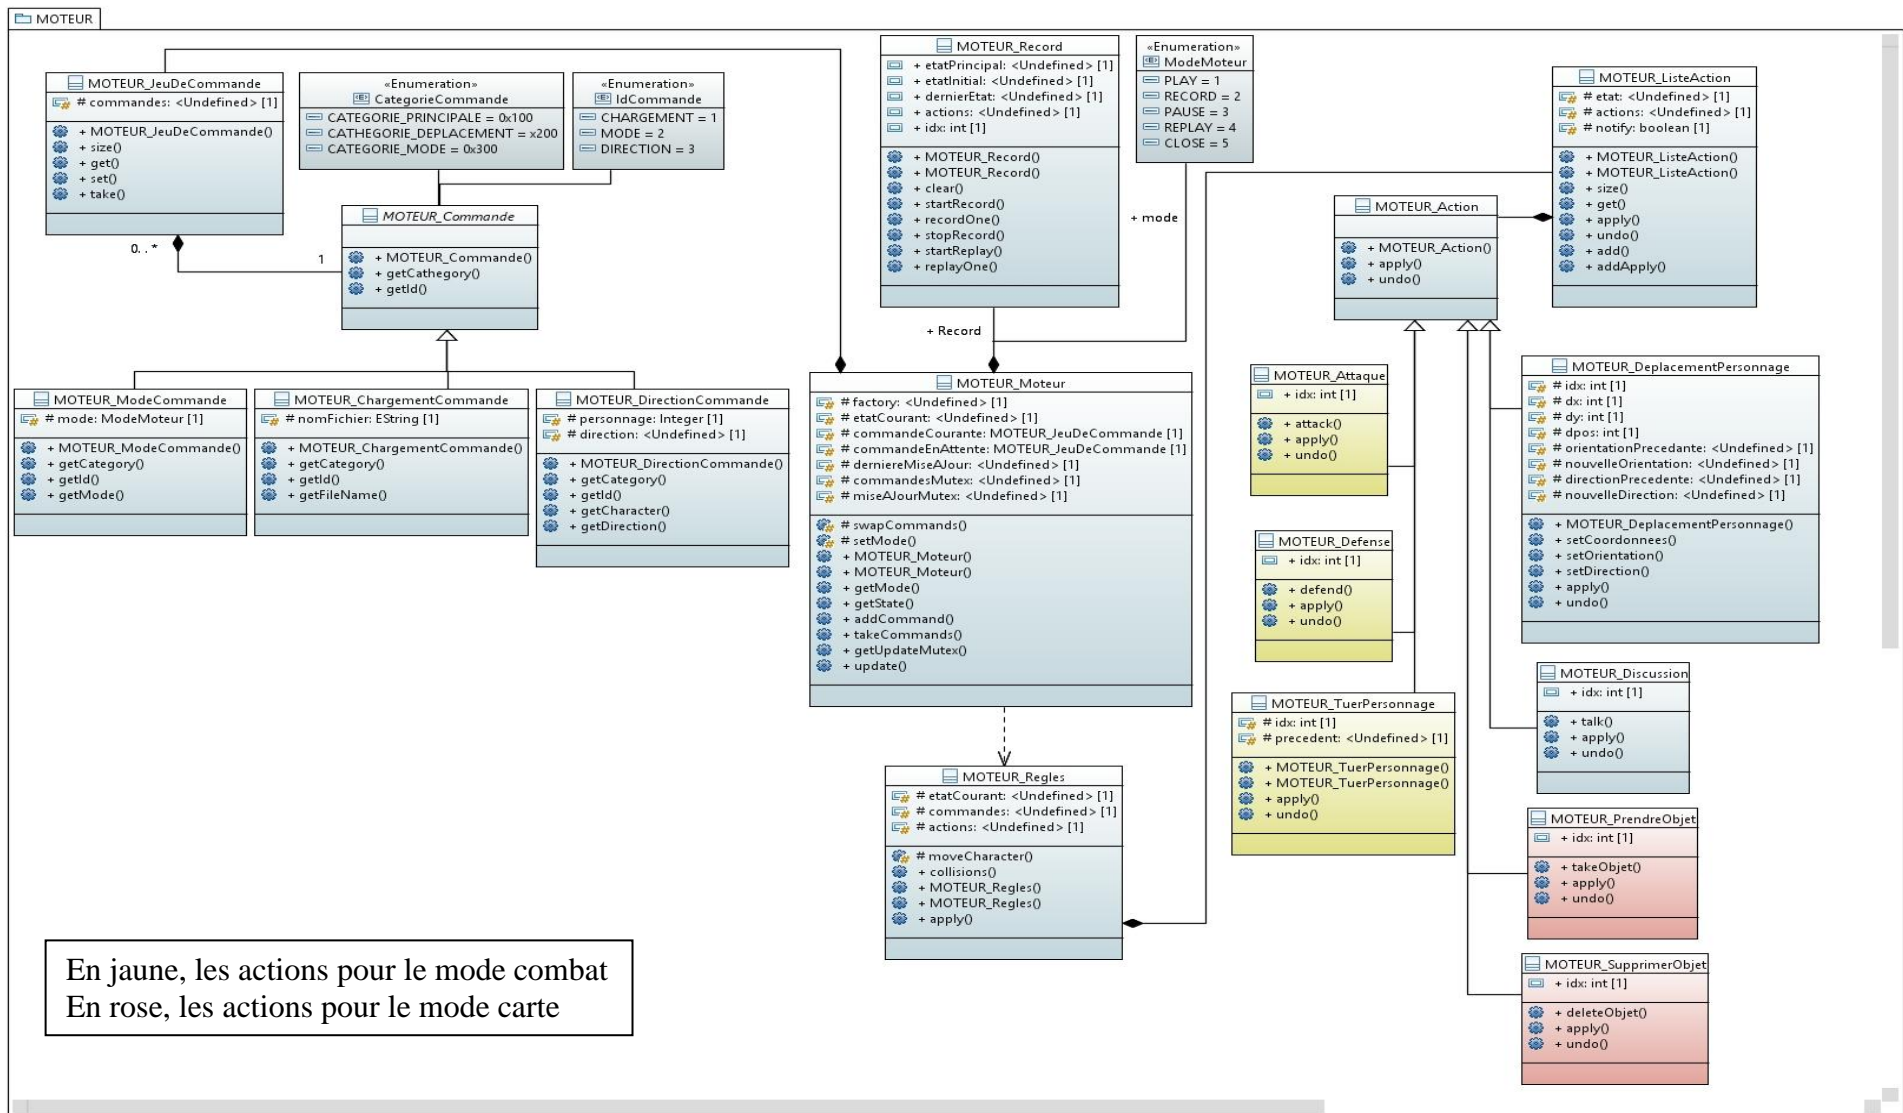 MOTEUR
MOTEUR_JeuDeCommande
# commandes: <Undefined> [1]
+ MOTEUR_JeuDeCommande()
+ size()
+ get()
+ set()
+ take()
0..*
1
«Enumeration»
CategorieCommande
CATEGORIE_PRINCIPALE = 0x100
CATHEGORIE_DEPLACEMENT = x200
CATEGORIE_MODE = 0x300
«Enumeration»
IdCommande
CHARGEMENT = 1
MODE = 2
DIRECTION = 3
MOTEUR_Commande
+ MOTEUR_Commande()
+ getCathegory()
+ getId()
MOTEUR_ModeCommande
# mode: ModeMoteur [1]
+ MOTEUR_ModeCommande()
+ getCategory()
+ getId()
+ getMode()
MOTEUR_ChargementCommande
# nomFichier: EString [1]
+ MOTEUR_ChargementCommande()
+ getCategory()
+ getId()
+ getFileName()
MOTEUR_DirectionCommande
# personnage: Integer [1]
# direction: <Undefined> [1]
+ MOTEUR_DirectionCommande()
+ getCategory()
+ getId()
+ getCharacter()
+ getDirection()
MOTEUR_Record
+ etatPrincipal: <Undefined> [1]
+ etatInitial: <Undefined> [1]
+ dernierEtat: <Undefined> [1]
+ actions: <Undefined> [1]
+ idx: int [1]
+ MOTEUR_Record()
+ MOTEUR_Record()
+ clear()
+ startRecord()
+ recordOne()
+ stopRecord()
+ startReplay()
+ replayOne()
«Enumeration»
ModeMoteur
PLAY = 1
RECORD = 2
PAUSE = 3
REPLAY = 4
CLOSE = 5
+ mode
+ Record
MOTEUR_Moteur
# factory: <Undefined> [1]
# etatCourant: <Undefined> [1]
# commandeCourante: MOTEUR_JeuDeCommande [1]
# commandeEnAttente: MOTEUR_JeuDeCommande [1]
# derniereMiseAJour: <Undefined> [1]
# commandesMutex: <Undefined> [1]
# miseAJourMutex: <Undefined> [1]
# swapCommands()
# setMode()
+ MOTEUR_Moteur()
+ MOTEUR_Moteur()
+ getMode()
+ getState()
+ addCommand()
+ takeCommands()
+ getUpdateMutex()
+ update()
MOTEUR_Regles
# etatCourant: <Undefined> [1]
# commandes: <Undefined> [1]
# actions: <Undefined> [1]
# moveCharacter()
+ collisions()
+ MOTEUR_Regles()
+ MOTEUR_Regles()
+ apply()
MOTEUR_ListeAction
# etat: <Undefined> [1]
# actions: <Undefined> [1]
# notify: boolean [1]
+ MOTEUR_ListeAction()
+ MOTEUR_ListeAction()
+ size()
+ get()
+ apply()
+ undo()
+ add()
+ addApply()
MOTEUR_Action
+ MOTEUR_Action()
+ apply()
+ undo()
MOTEUR_Attaque
+ idx: int [1]
+ attack()
+ apply()
+ undo()
MOTEUR_Defense
+ idx: int [1]
+ defend()
+ apply()
+ undo()
MOTEUR_TuerPersonnage
# idx: int [1]
# precedent: <Undefined> [1]
+ MOTEUR_TuerPersonnage()
+ MOTEUR_TuerPersonnage()
+ apply()
+ undo()
MOTEUR_DeplacementPersonnage
# idx: int [1]
# dx: int [1]
# dy: int [1]
# dpos: int [1]
# orientationPrecedante: <Undefined> [1]
# nouvelleOrientation: <Undefined> [1]
# directionPrecedente: <Undefined> [1]
# nouvelleDirection: <Undefined> [1]
+ MOTEUR_DeplacementPersonnage()
+ setCoordonnees()
+ setOrientation()
+ setDirection()
+ apply()
+ undo()
MOTEUR_Discussion
+ idx: int [1]
+ talk()
+ apply()
+ undo()
MOTEUR_PrendreObjet
+ idx: int [1]
+ takeObjet()
+ apply()
+ undo()
MOTEUR_SupprimerObjet
+ idx: int [1]
+ deleteObjet()
+ apply()
+ undo()
En jaune, les actions pour le mode combat
En rose, les actions pour le mode carte